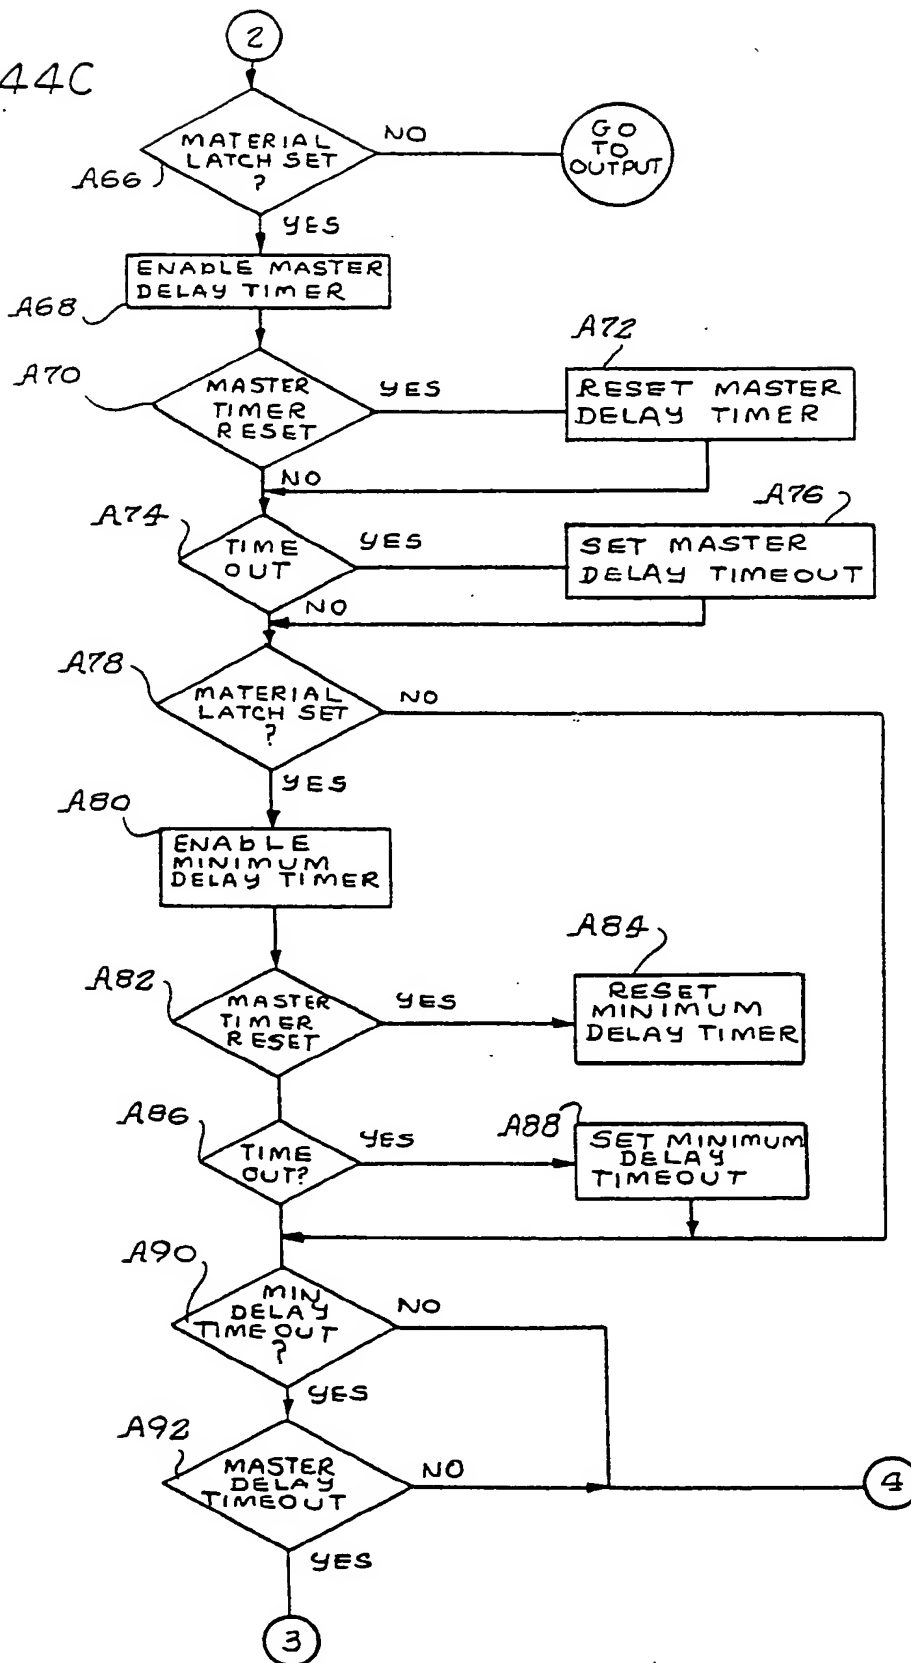 2
44C
MATERIAL
LATCH SET
?
NO
GO
TO
OUTPUT
A66
YES
ENABLE MASTER
DELAY TIMER
A68
A70
MASTER
TIMER
RESET
YES
A72
RESET MASTER
DELAY TIMER
NO
A74
TIME
OUT
YES
A76
SET MASTER
DELAY TIMEOUT
NO
A78
MATERIAL
LATCH SET
?
NO
YES
A80
ENABLE
MINIMUM
DELAY TIMER
A82
MASTER
TIMER
RESET
YES
A84
RESET
MINIMUM
DELAY TIMER
A86
TIME
OUT?
YES
A88
SET MINIMUM
DELAY
TIMEOUT
A90
MIN
DELAY
TIMEOUT
?
NO
YES
A92
MASTER
DELAY
TIMEOUT
NO
4
YES
3